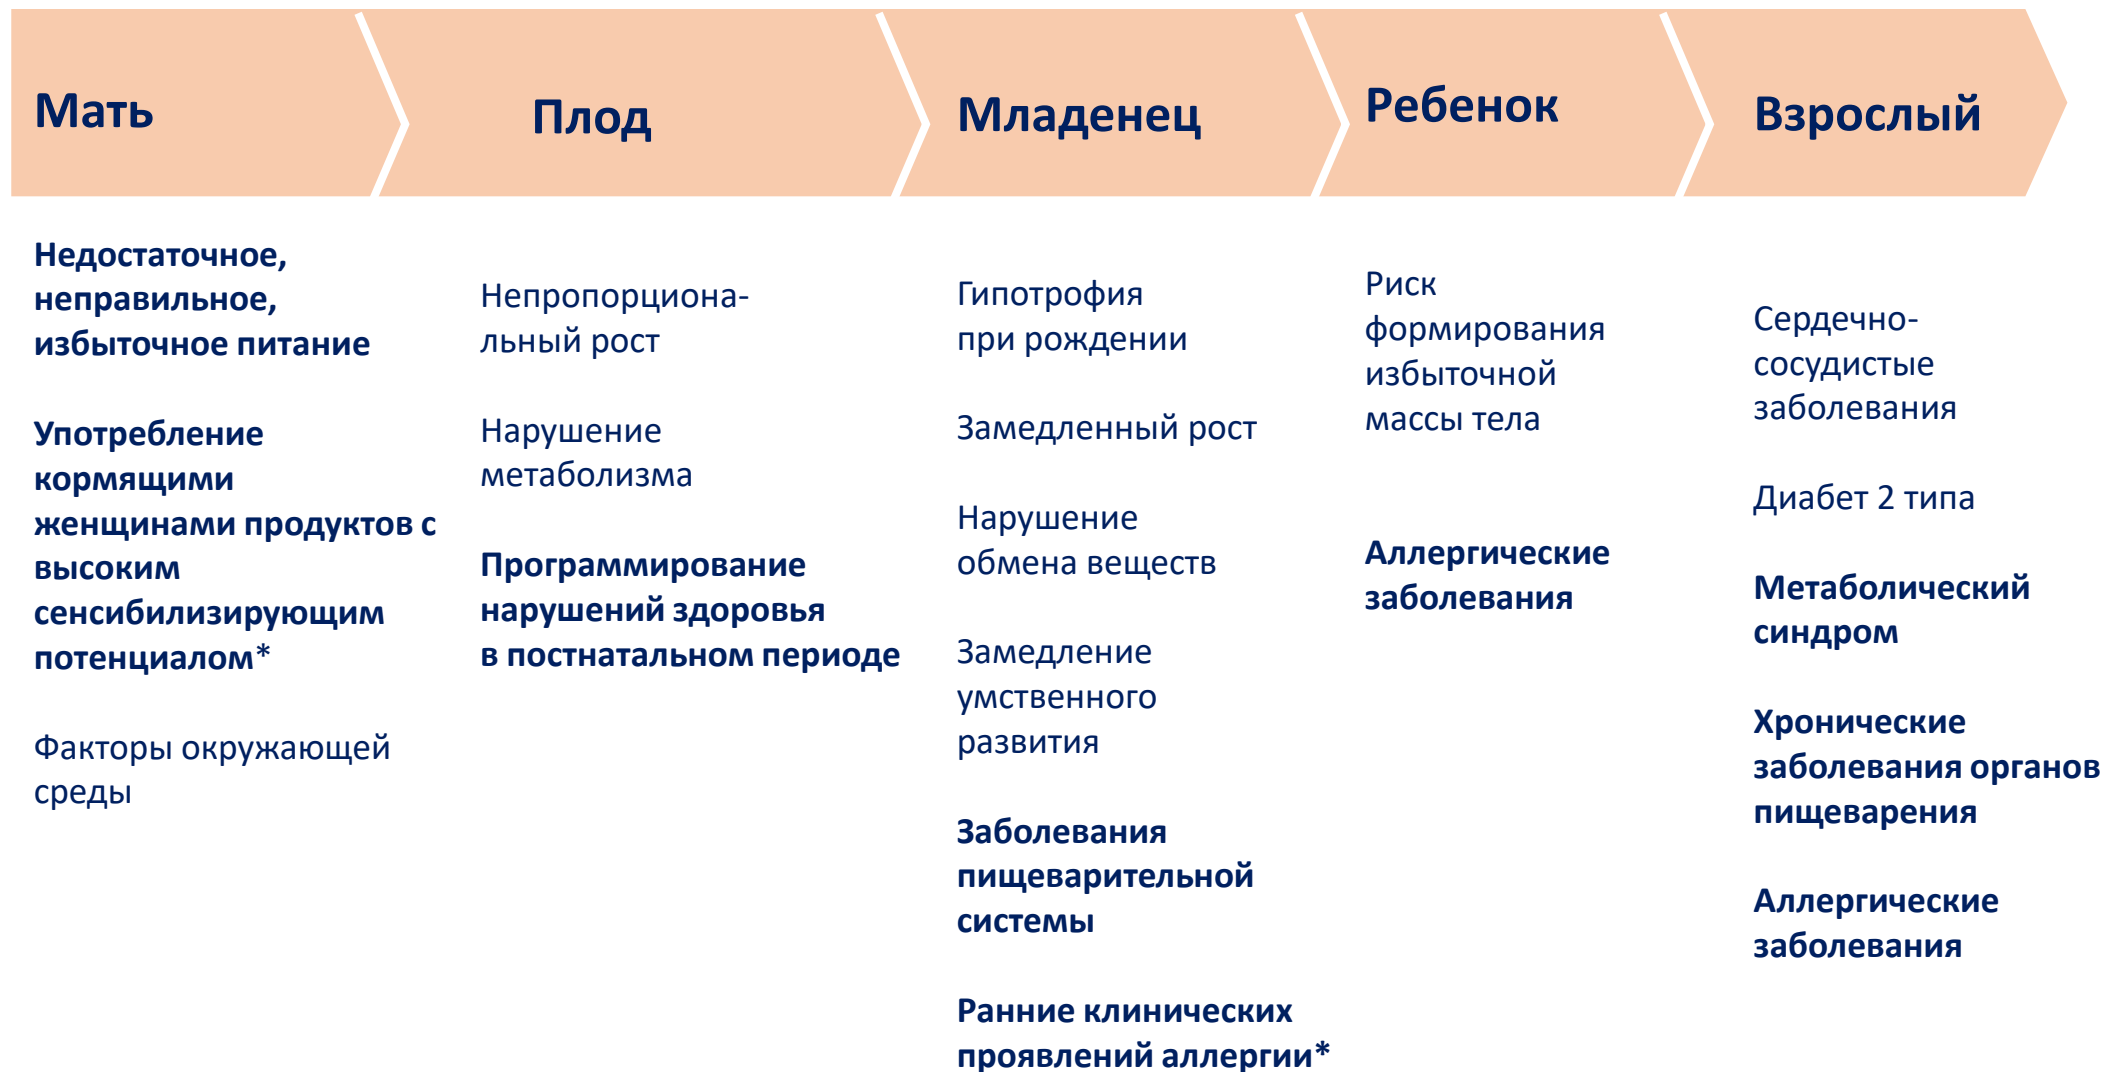 Мать
Плод
Младенец
Ребенок
Взрослый
Недостаточное,
неправильное,
избыточное питание
Употребление
кормящими
женщинами продуктов с
высоким
сенсибилизирующим
потенциалом*
Факторы окружающей
среды
Непропорциона-
льный рост
Нарушение
метаболизма
Программирование
нарушений здоровья
в постнатальном периоде
Гипотрофия
при рождении
Замедленный рост
Нарушение
обмена веществ
Замедление
умственного
развития
Заболевания
пищеварительной
системы
Ранние клинических
проявлений аллергии*
Риск
формирования
избыточной
массы тела
Аллергические
заболевания
Сердечно-
сосудистые
заболевания
Диабет 2 типа
Метаболический
синдром
Хронические
заболевания органов
пищеварения
Аллергические
заболевания